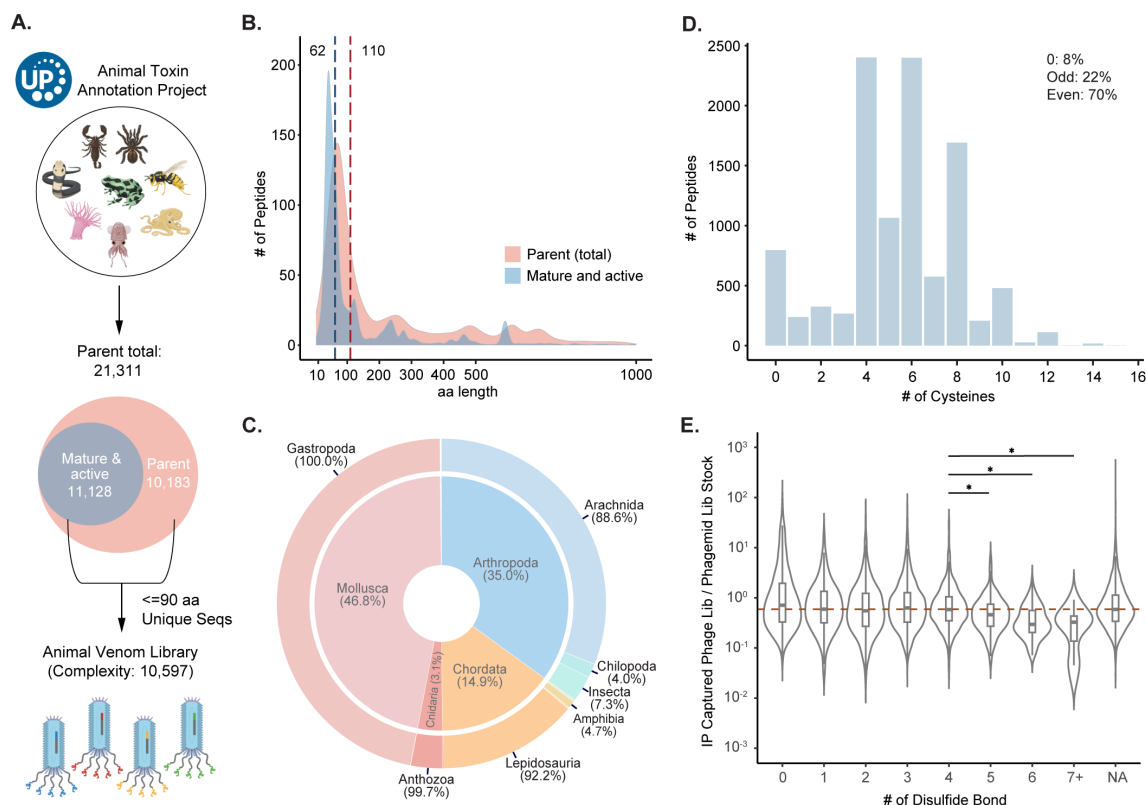 A.
UP
Animal Toxin
Annotation Project
Parent total:
21,311
Mature &
active
11,128
Parent
10,183
<=90 aa
Unique Seqs
Animal Venom Library
(Complexity: 10,597)
B.
62
110
200
150
100
50
0
# of Peptides
Parent (total)
Mature and active
10 100 200 300 400 500 1000
aa length
C.
Gastropoda
(100.0%)
Arachnida
(88.6%)
Arthropoda
(35.0%)
Mollusca
(46.8%)
Chordata
(14.9%)
Cnidaria (3.1%)
Chilopoda
(4.0%)
Insecta
(7.3%)
Amphibia
(4.7%)
Lepidosauria
(92.2%)
Anthozoa
(99.7%)
D.
2500
2000
1500
1000
500
0
# of Peptides
0: 8%
Odd: 22%
Even: 70%
0 2 4 6 8 10 12 14 16
# of Cysteines
E.
IP Captured Phage Lib / Phagemid Lib Stock
10³
10²
10¹
10⁰
10⁻¹
10⁻²
10⁻³
*
*
*
0 1 2 3 4 5 6 7+ NA
# of Disulfide Bond